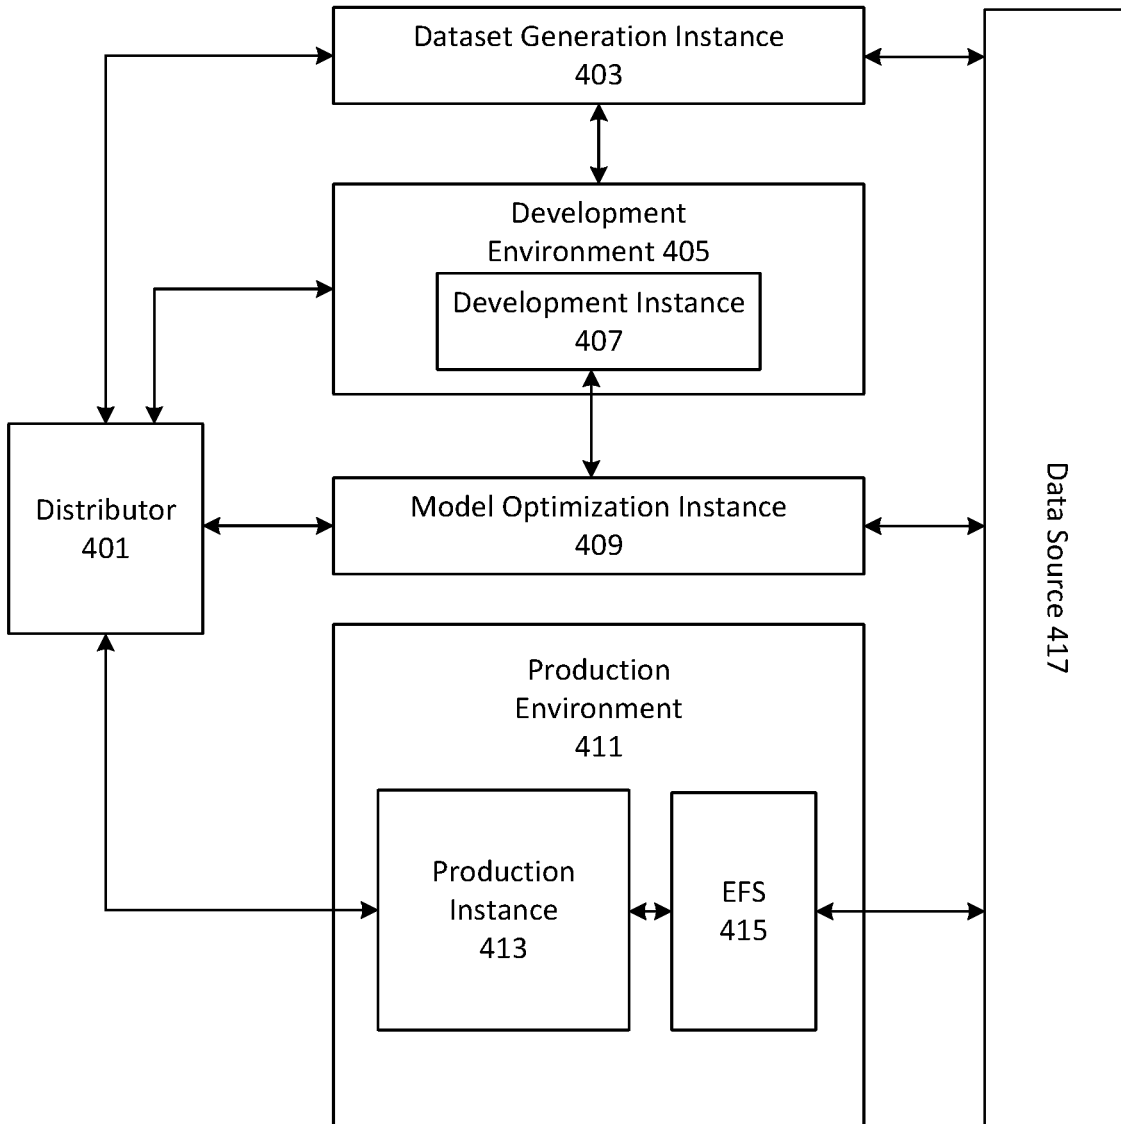 Dataset Generation Instance
403
Development
Environment 405
Development Instance
407
Distributor
401
Model Optimization Instance
409
Production
Environment
411
Production
Instance
413
EFS
415
Data Source 417